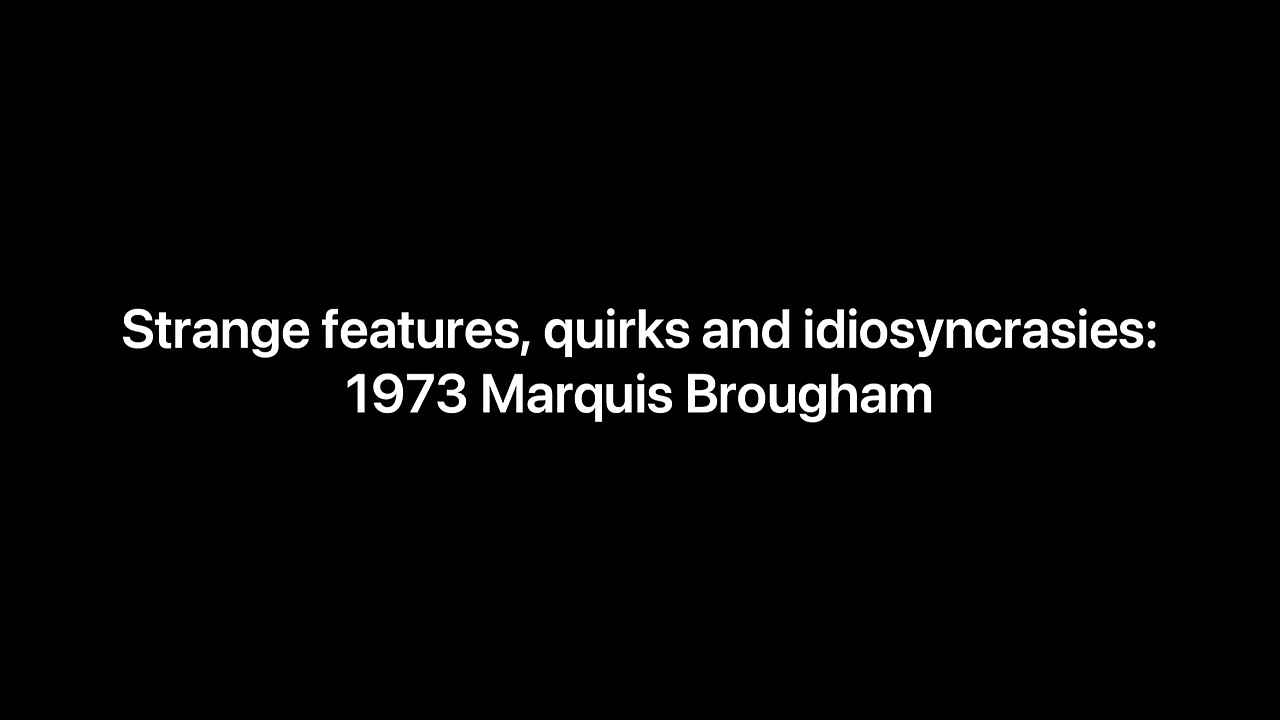 Strange features, quirks and idiosyncrasies:
1973 Marquis Brougham